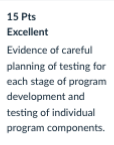 15 Pts
Excellent
Evidence of careful
planning of testing for
each stage of program
development and
testing of individual
program components.